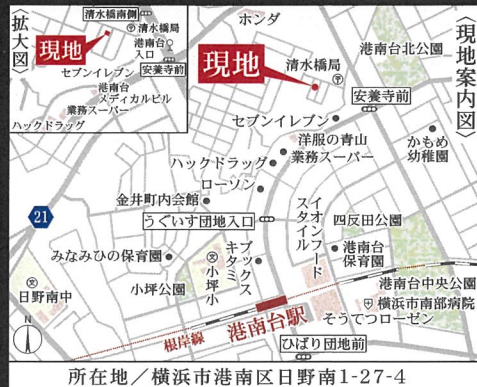 〈拡大図〉
清水橋南側
清水橋局
港南台
入口
現地
セブンイレブン
安養寺前
港南台
メディカルビル
業務スーパー
ハックドラッグ
ホンダ
〈現地案内図〉
港南台北公園
清水橋局
現地
安養寺前
セブンイレブン
洋服の青山
業務スーパー
かもめ
幼稚園
ハックドラッグ
ローソン
金井町内会館
21
うぐいす団地入口
イオンフード
スタイル
四反田公園
みなみひの保育園
ブックス
キタミ
港南台
保育園
小坪小
小坪公園
日野南中
港南台中央公園
横浜市南部病院
そうてつローゼン
港南台駅
根岸線
ひばり団地前
N
所在地／横浜市港南区日野南1-27-4